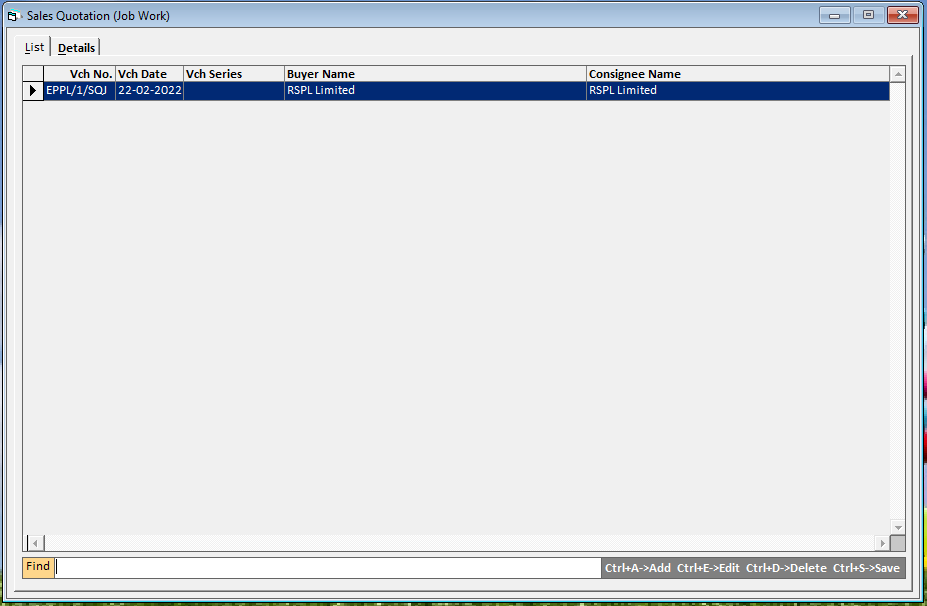 Sales Quotation (Job Work)
List Details
Vch No. Vch Date Vch Series Buyer Name Consignee Name
EPPL/1/SQJ 22-02-2022 RSPL Limited RSPL Limited
Find Ctrl+A->Add Ctrl+E->Edit Ctrl+D->Delete Ctrl+S->Save